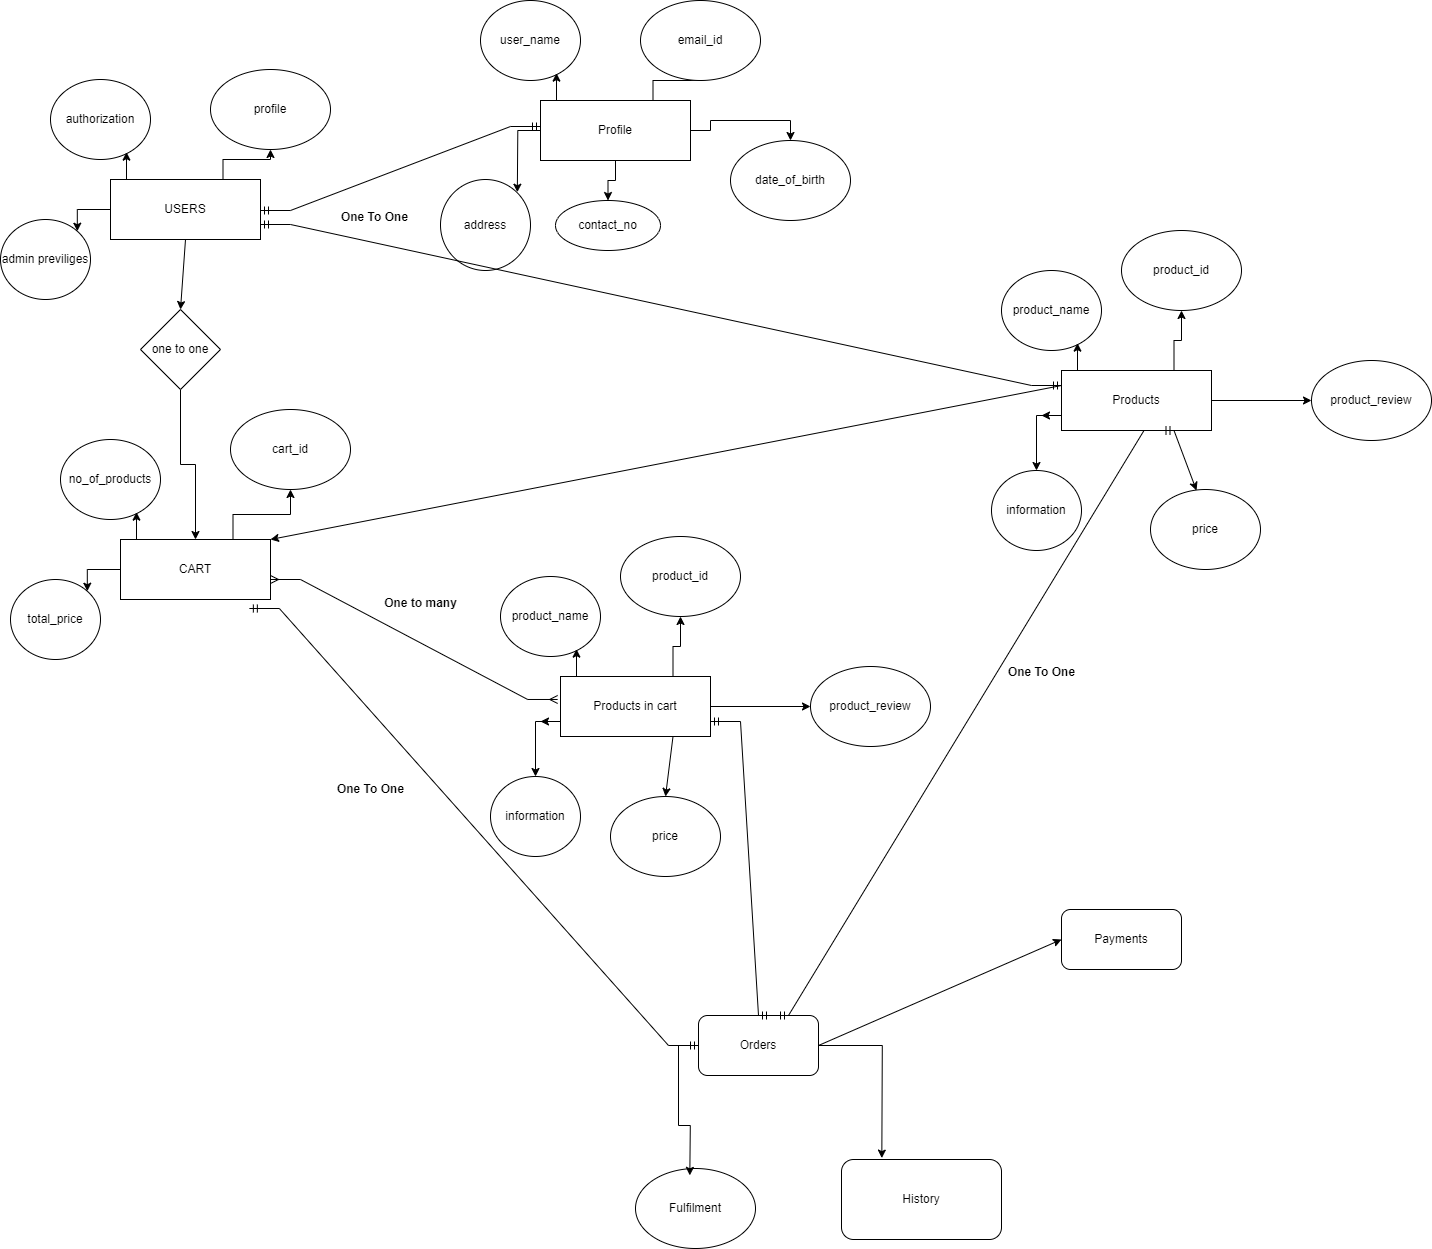 user_name
email_id
authorization
profile
Profile
date_of_birth
USERS
One To One
address
contact_no
admin previliges
product_id
product_name
one to one
Products
product_review
cart_id
no_of_products
information
price
CART
product_id
One to many
product_name
total_price
One To One
Products in cart
product_review
One To One
information
price
Payments
Orders
History
Fulfilment